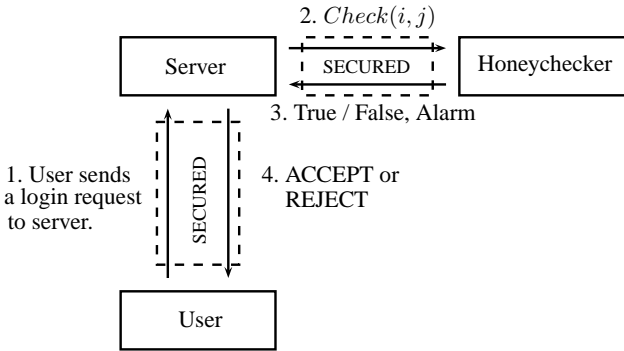 2. Check(i, j)
Server
SECURED
Honeychecker
3. True / False, Alarm
1. User sends
a login request
to server.
SECURED
4. ACCEPT or
REJECT
User